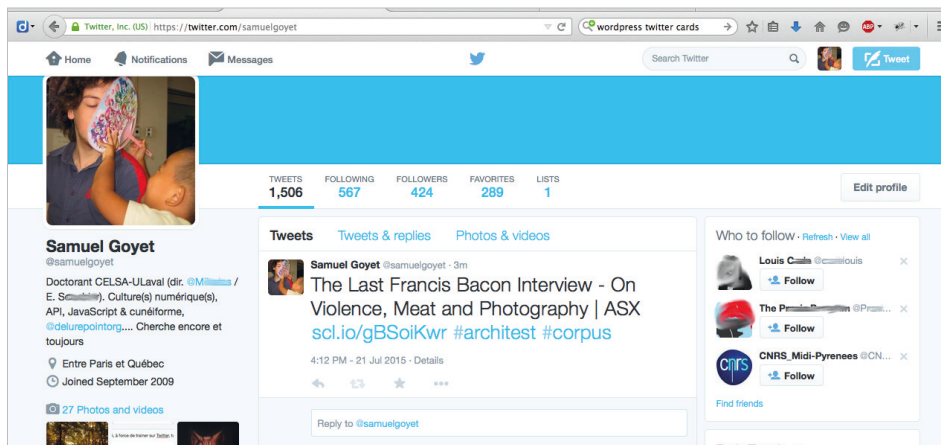 Twitter, Inc. (US) https://twitter.com/samuelgoyet
wordpress twitter cards
ABP
Home Notifications Messages
Search Twitter
Tweet
TWEETS FOLLOWING FOLLOWERS FAVORITES LISTS
1,506 567 424 289 1
Edit profile
Samuel Goyet
@samuelgoyet
Doctorant CELSA-ULaval (dir. /
E. ). Culture(s) numérique(s),
API, JavaScript & cunéiforme,
@delurepointorg.... Cherche encore et
toujours
Entre Paris et Québec
Joined September 2009
27 Photos and videos
Tweets Tweets & replies Photos & videos
Samuel Goyet @samuelgoyet · 3m
The Last Francis Bacon Interview - On
Violence, Meat and Photography | ASX
scl.io/gBSoiKwr #architest #corpus
4:12 PM - 21 Jul 2015 · Details
Reply to @samuelgoyet
Who to follow · Refresh · View all
Louis
Follow
The
Follow
CNRS_Midi-Pyrenees @CN...
cnrs
Follow
Find friends